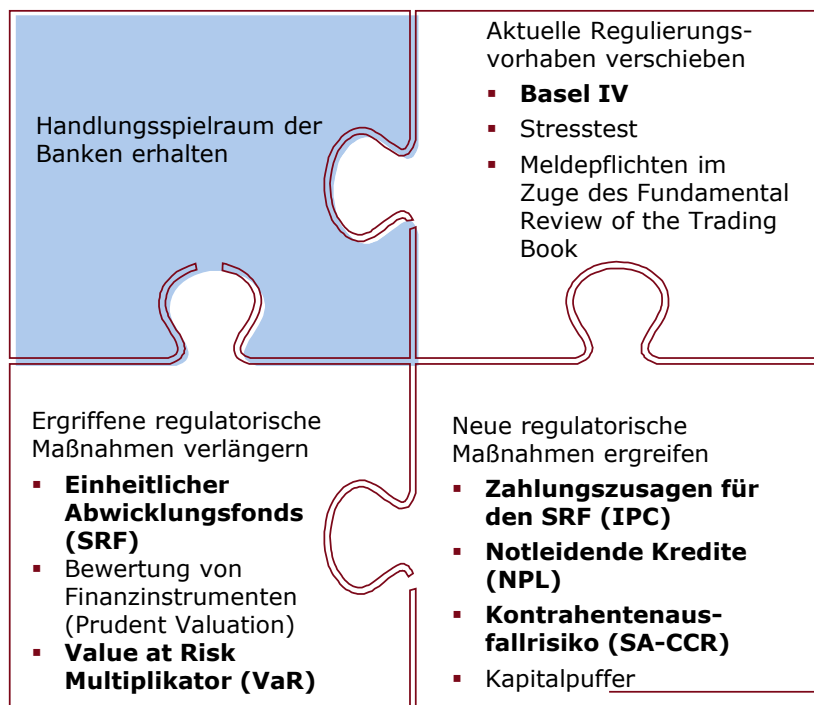 Handlungsspielraum der
Banken erhalten
Aktuelle Regulierungs-
vorhaben verschieben
▪ Basel IV
▪ Stresstest
▪ Meldepflichten im
Zuge des Fundamental
Review of the Trading
Book
Ergriffene regulatorische
Maßnahmen verlängern
▪ Einheitlicher
Abwicklungsfonds
(SRF)
▪ Bewertung von
Finanzinstrumenten
(Prudent Valuation)
▪ Value at Risk
Multiplikator (VaR)
Neue regulatorische
Maßnahmen ergreifen
▪ Zahlungszusagen für
den SRF (IPC)
▪ Notleidende Kredite
(NPL)
▪ Kontrahentenaus-
fallrisiko (SA-CCR)
▪ Kapitalpuffer